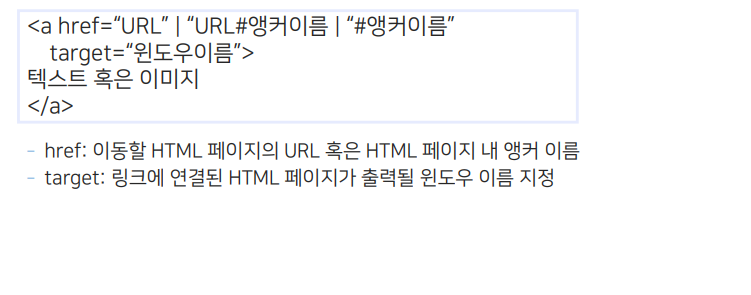 <a href=“URL” | “URL#앵커이름 | “#앵커이름”
target=“윈도우이름”>
텍스트 혹은 이미지
</a>
- href: 이동할 HTML 페이지의 URL 혹은 HTML 페이지 내 앵커 이름
- target: 링크에 연결된 HTML 페이지가 출력될 윈도우 이름 지정